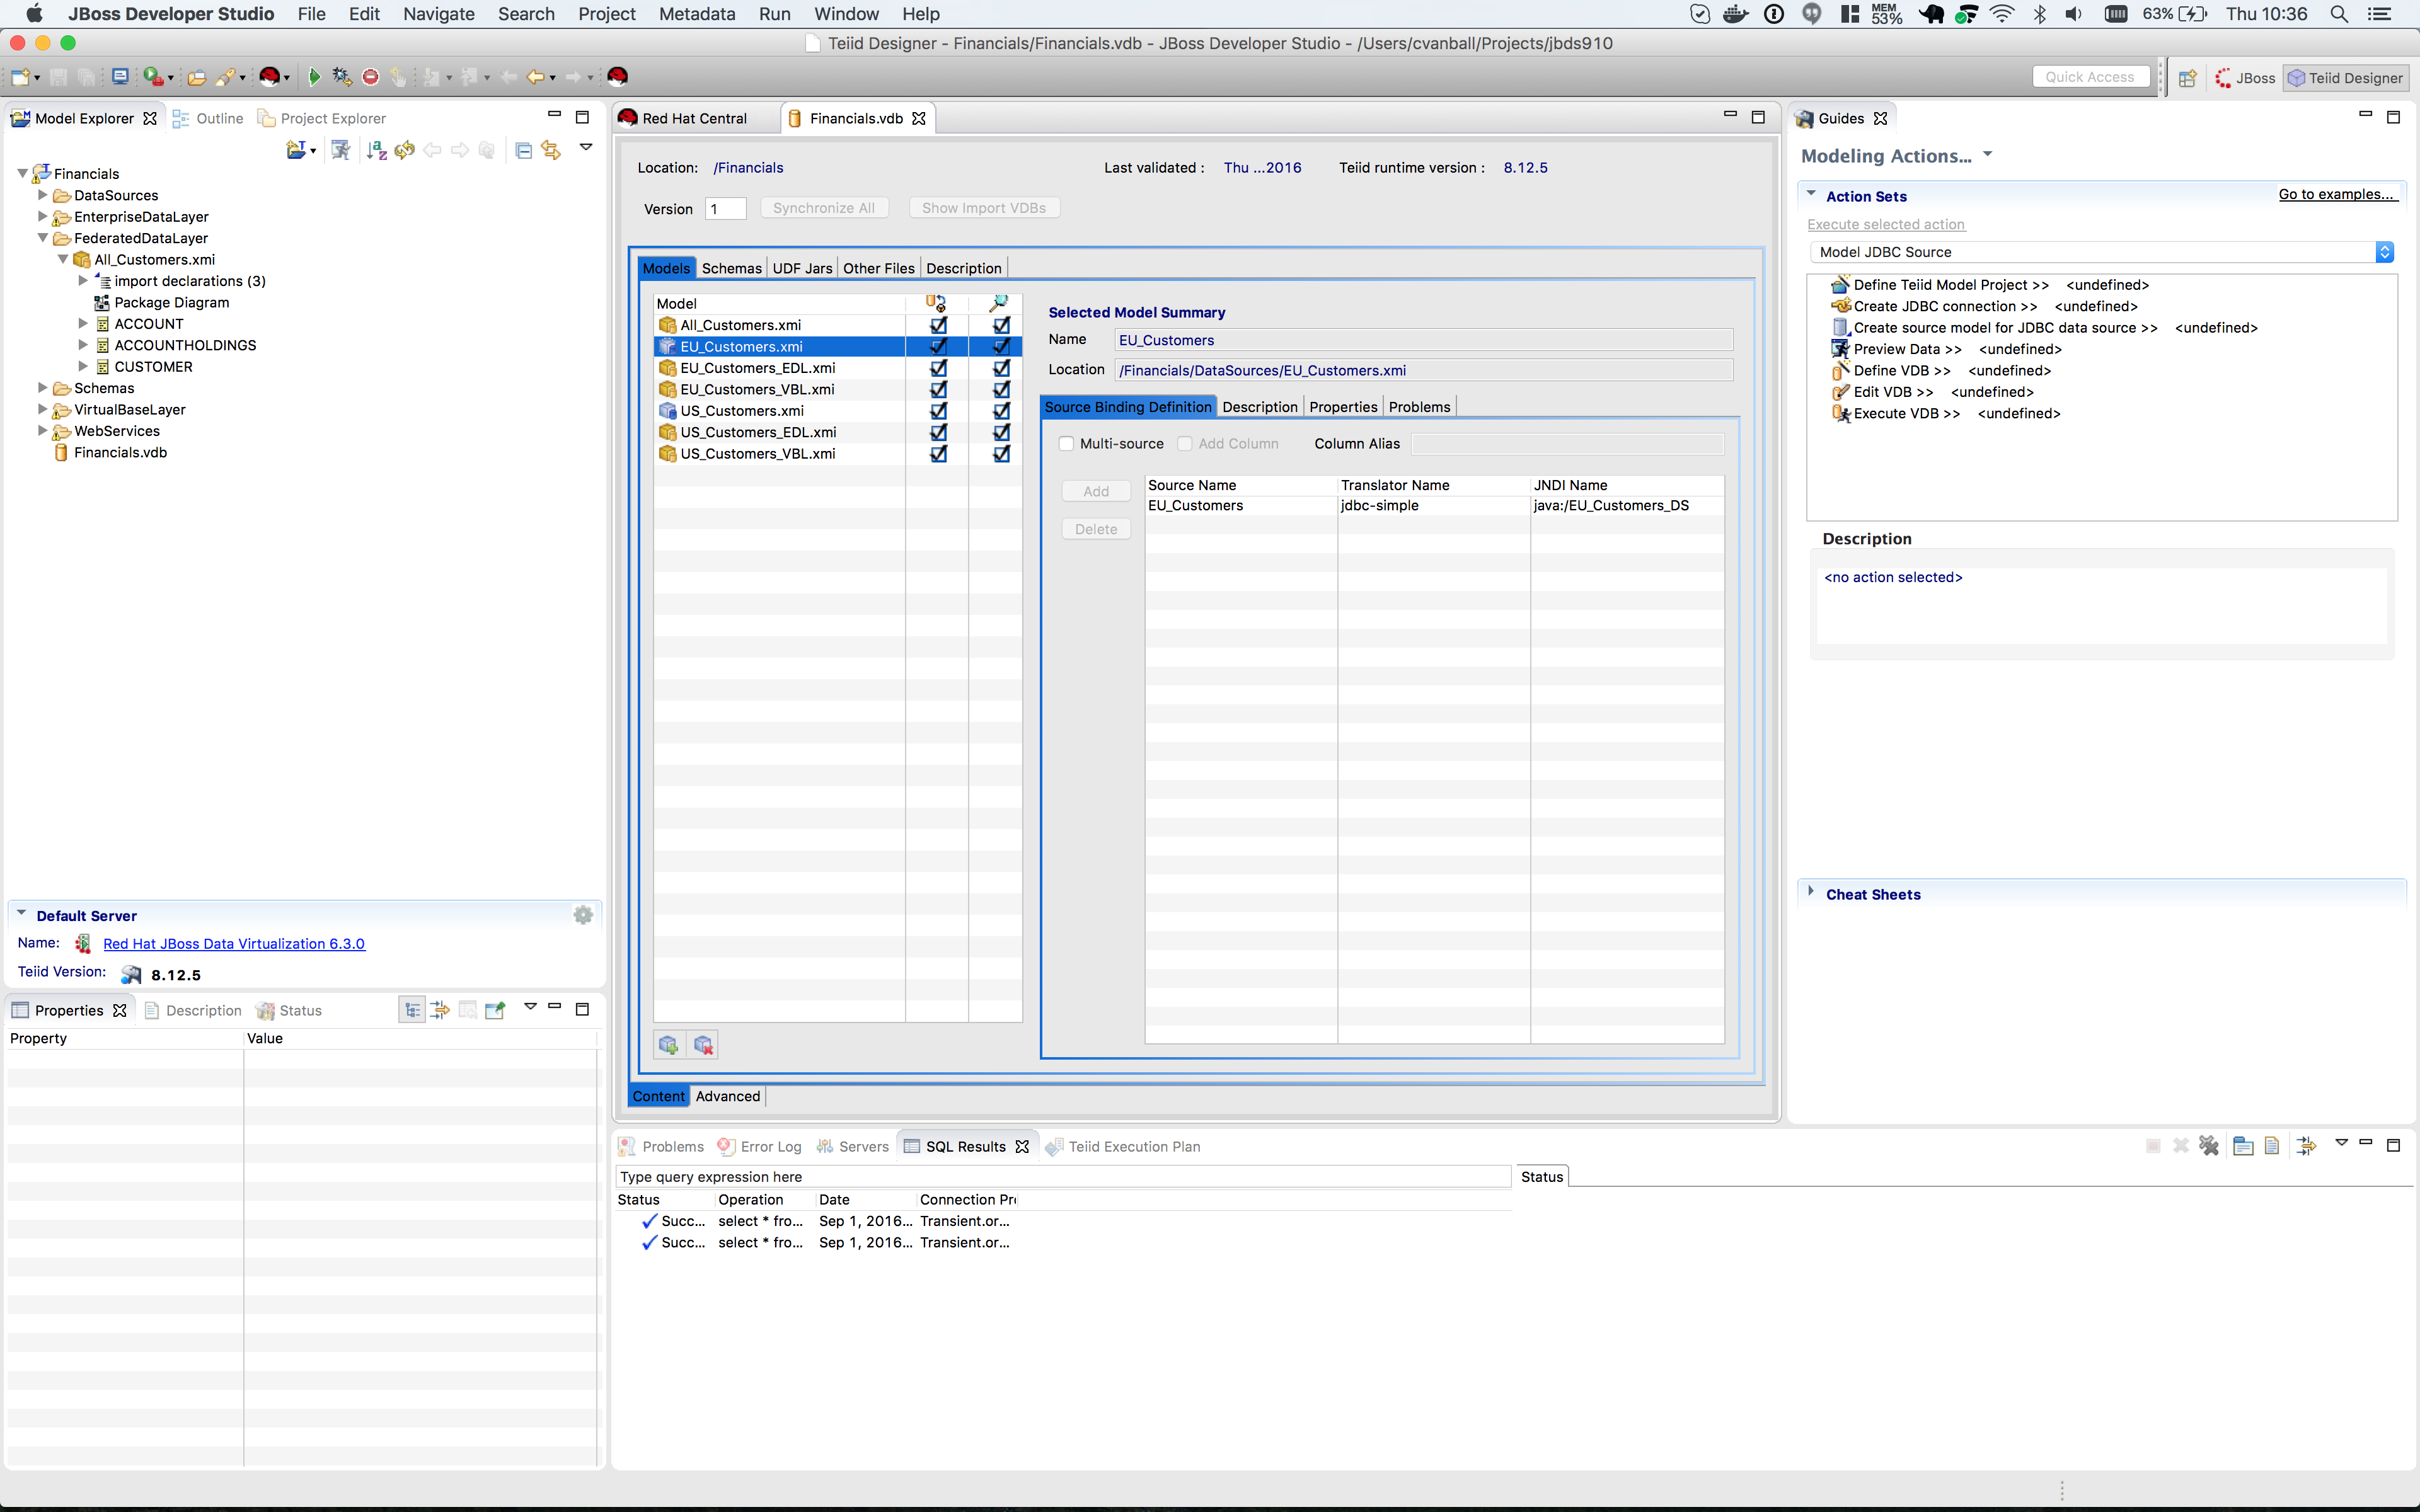 JBoss Developer Studio File Edit Navigate Search Project Metadata Run Window Help MEM 53% 63% Thu 10:36
Teiid Designer - Financials/Financials.vdb - JBoss Developer Studio - /Users/cvanball/Projects/jbds910
Quick Access JBoss Teiid Designer
Model Explorer Outline Project Explorer
Financials
DataSources
EnterpriseDataLayer
FederatedDataLayer
All_Customers.xmi
import declarations (3)
Package Diagram
ACCOUNT
ACCOUNTHOLDINGS
CUSTOMER
Schemas
VirtualBaseLayer
WebServices
Financials.vdb
Default Server
Name: Red Hat JBoss Data Virtualization 6.3.0
Teiid Version: 8.12.5
Properties Description Status
Property Value
Red Hat Central Financials.vdb
Location: /Financials Last validated : Thu ...2016 Teiid runtime version : 8.12.5
Version 1 Synchronize All Show Import VDBs
Models Schemas UDF Jars Other Files Description
Model
All_Customers.xmi
EU_Customers.xmi
EU_Customers_EDL.xmi
EU_Customers_VBL.xmi
US_Customers.xmi
US_Customers_EDL.xmi
US_Customers_VBL.xmi
Selected Model Summary
Name EU_Customers
Location /Financials/DataSources/EU_Customers.xmi
Source Binding Definition Description Properties Problems
Multi-source Add Column Column Alias
Add
Delete
Source Name Translator Name JNDI Name
EU_Customers jdbc-simple java:/EU_Customers_DS
Content Advanced
Problems Error Log Servers SQL Results Teiid Execution Plan
Type query expression here
Status Operation Date Connection Pr
Succ... select * fro... Sep 1, 2016... Transient.or...
Succ... select * fro... Sep 1, 2016... Transient.or...
Status
Guides
Modeling Actions...
Action Sets Go to examples...
Execute selected action
Model JDBC Source
Define Teiid Model Project >> <undefined>
Create JDBC connection >> <undefined>
Create source model for JDBC data source >> <undefined>
Preview Data >> <undefined>
Define VDB >> <undefined>
Edit VDB >> <undefined>
Execute VDB >> <undefined>
Description
<no action selected>
Cheat Sheets